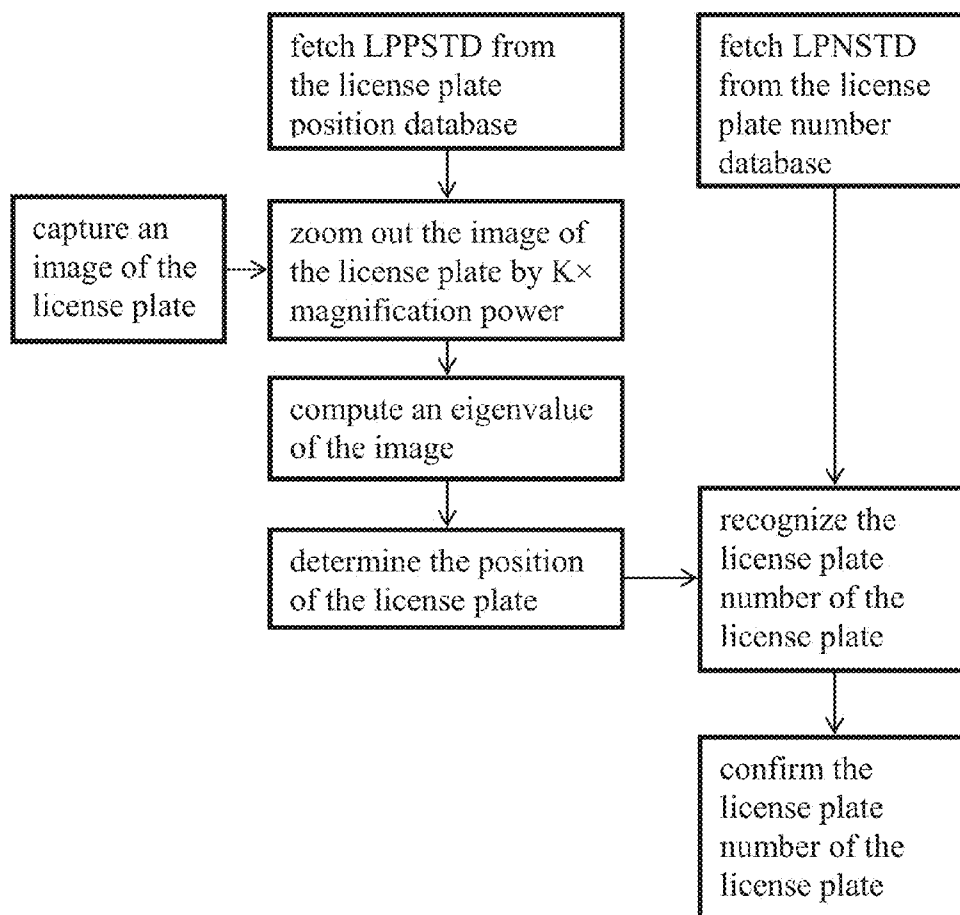 fetch LPPSTD from
the license plate
position database
fetch LPNSTD
from the license
plate number
database
capture an
image of the
license plate
zoom out the image of
the license plate by K×
magnification power
compute an eigenvalue
of the image
determine the position
of the license plate
recognize the
license plate
number of the
license plate
confirm the
license plate
number of the
license plate